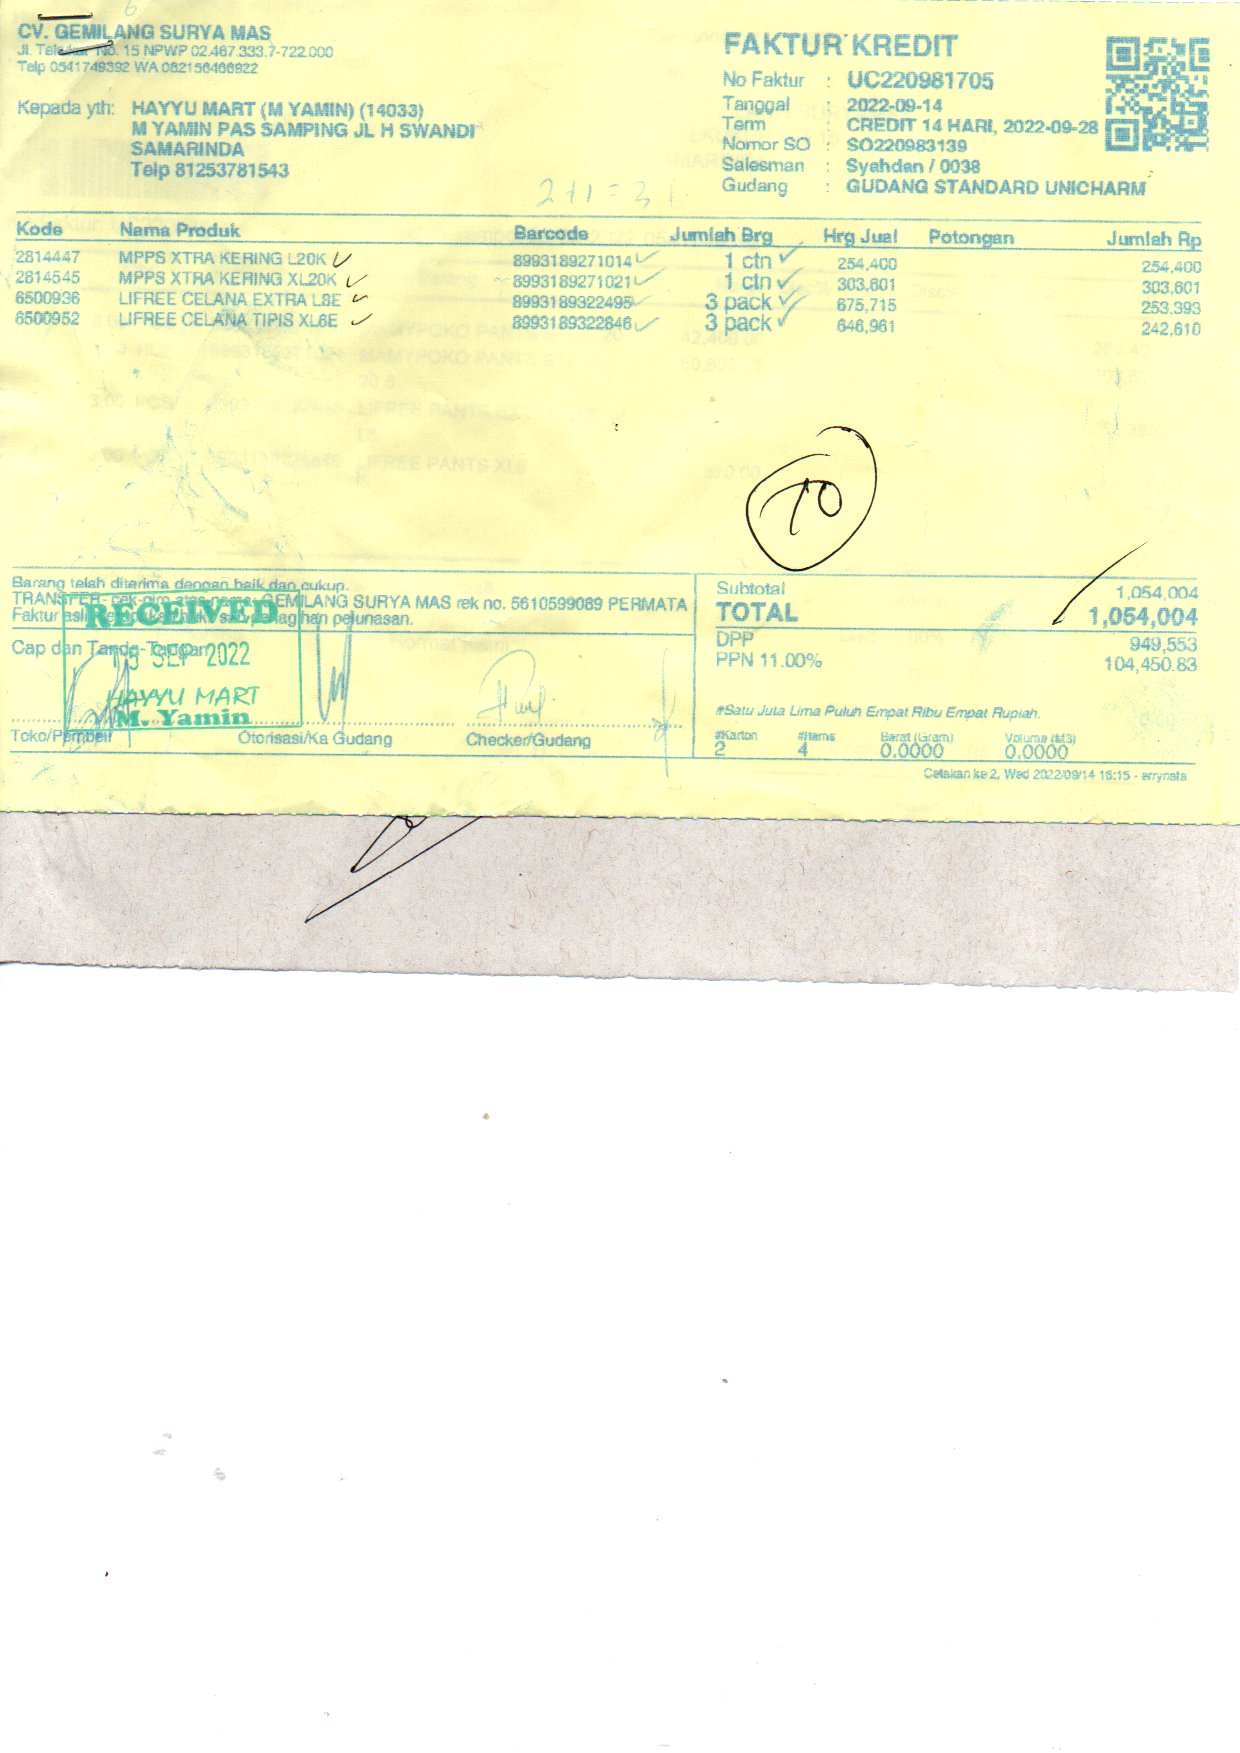 CV. GEMILANG SURYA MAS
No. 15 NPWP 02.467.333.7-722.000
Telp 0541749392 WA 082156466922
Kepada yth: HAYYU MART (M YAMIN) (14033)
M YAMIN PAS SAMPING JL H SWANDI
SAMARINDA
Telp 81253781543
FAKTUR KREDIT
No Faktur : UC220981705
Tanggal : 2022-09-14
Term : CREDIT 14 HARI, 2022-09-28
Nomor SO : SO220983139
Salesman : Syahdan / 0038
Gudang : GUDANG STANDARD UNICHARM
2+1=3
Kode Nama Produk Barcode Jumlah Brg Hrg Jual Potongan Jumlah Rp
2814447 MPPS XTRA KERING L20K 8993189271014 1 ctn 254,400 254,400
2814545 MPPS XTRA KERING XL20K 8993189271021 1 ctn 303,601 303,601
6500936 LIFREE CELANA EXTRA L8E 8993189322495 3 pack 675,715 253,393
6500952 LIFREE CELANA TIPIS XL6E 8993189322846 3 pack 646,961 242,610
TO
Barang telah diterima dengan baik dan cukup.
TRANSFER- cek-giro atas nama: GEMILANG SURYA MAS rek no. 5610599089 PERMATA
Faktur asli pelunasan.
Cap dan Tanda Tangan
RECEIVED
SEP 2022
HAYYU MART
M. Yamin
Toko/Pembeli Otorisasi/Ka Gudang Checker/Gudang
Subtotal 1,054,004
TOTAL 1,054,004
DPP 949,553
PPN 11.00% 104,450.63
#Satu Juta Lima Puluh Empat Ribu Empat Rupiah.
#Karton #Items Berat (Gram) Volume (M3)
2 4 0.0000 0.0000
Cetakan ke 2, Wed 2022/09/14 16:15 - errynata